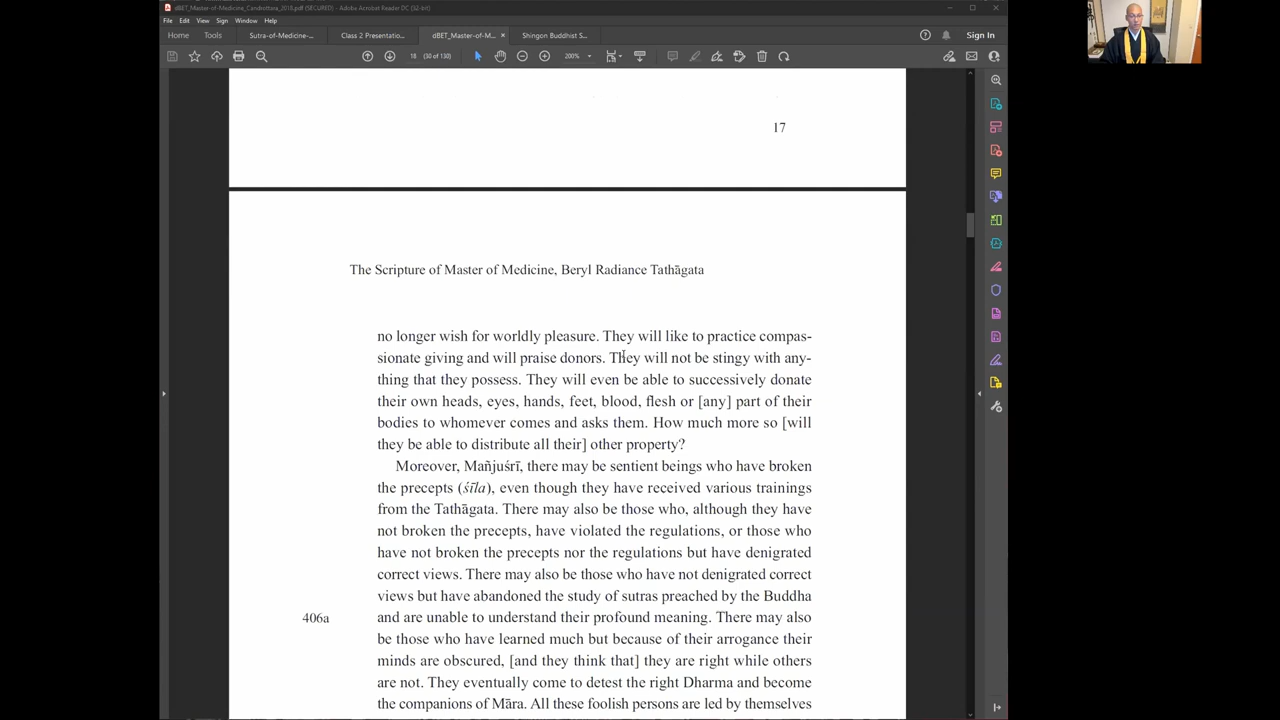 dBET_Master-of-Medicine_Candrottara_2018.pdf (SECURED) - Adobe Acrobat Reader DC (32-bit)
File Edit View Sign Window Help
Home Tools Sutra-of-Medicine-... Class 2 Presentatio... dBET_Master-of-M... × Shingon Buddhist S... Sign In
18 (30 of 130) 200%
17
The Scripture of Master of Medicine, Beryl Radiance Tathāgata
no longer wish for worldly pleasure. They will like to practice compas-
sionate giving and will praise donors. They will not be stingy with any-
thing that they possess. They will even be able to successively donate
their own heads, eyes, hands, feet, blood, flesh or [any] part of their
bodies to whomever comes and asks them. How much more so [will
they be able to distribute all their] other property?
Moreover, Mañjuśrī, there may be sentient beings who have broken
the precepts (śīla), even though they have received various trainings
from the Tathāgata. There may also be those who, although they have
not broken the precepts, have violated the regulations, or those who
have not broken the precepts nor the regulations but have denigrated
correct views. There may also be those who have not denigrated correct
views but have abandoned the study of sutras preached by the Buddha
406a and are unable to understand their profound meaning. There may also
be those who have learned much but because of their arrogance their
minds are obscured, [and they think that] they are right while others
are not. They eventually come to detest the right Dharma and become
the companions of Māra. All these foolish persons are led by themselves